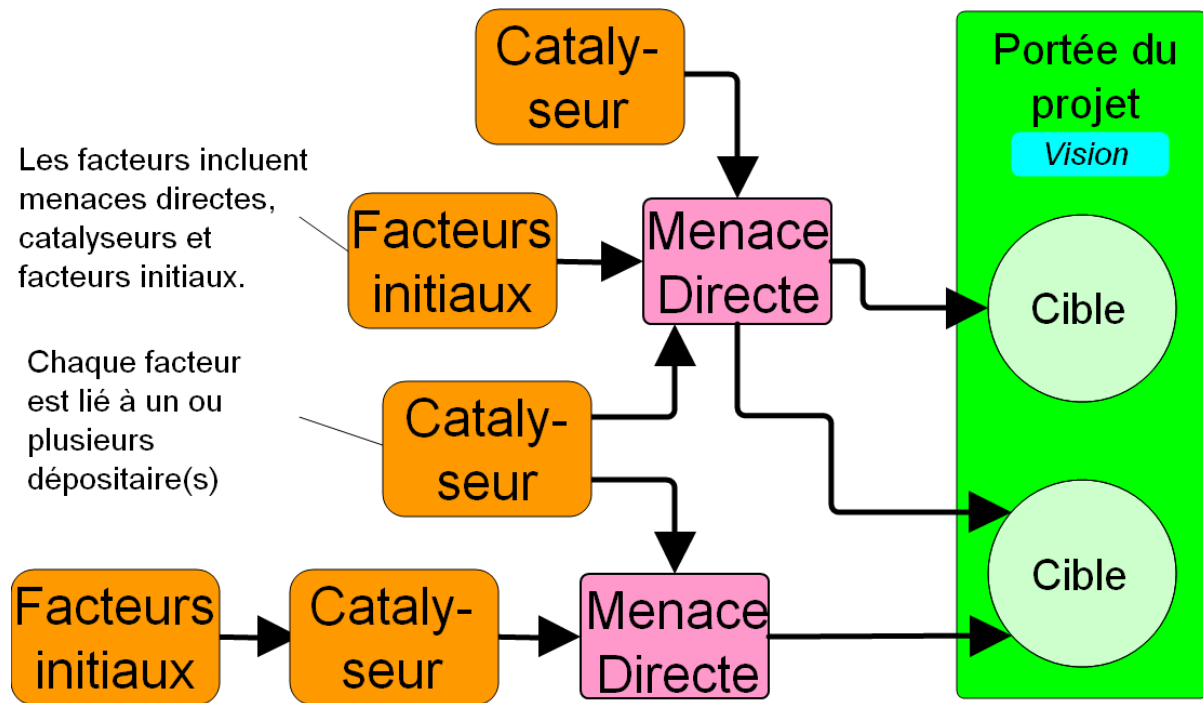 Cataly-
seur
Portée du
projet
Vision
Les facteurs incluent
menaces directes,
catalyseurs et
facteurs initiaux.
Facteurs
initiaux
Menace
Directe
Cible
Chaque facteur
est lié à un ou
plusieurs
dépositaire(s)
Cataly-
seur
Cible
Facteurs
initiaux
Cataly-
seur
Menace
Directe